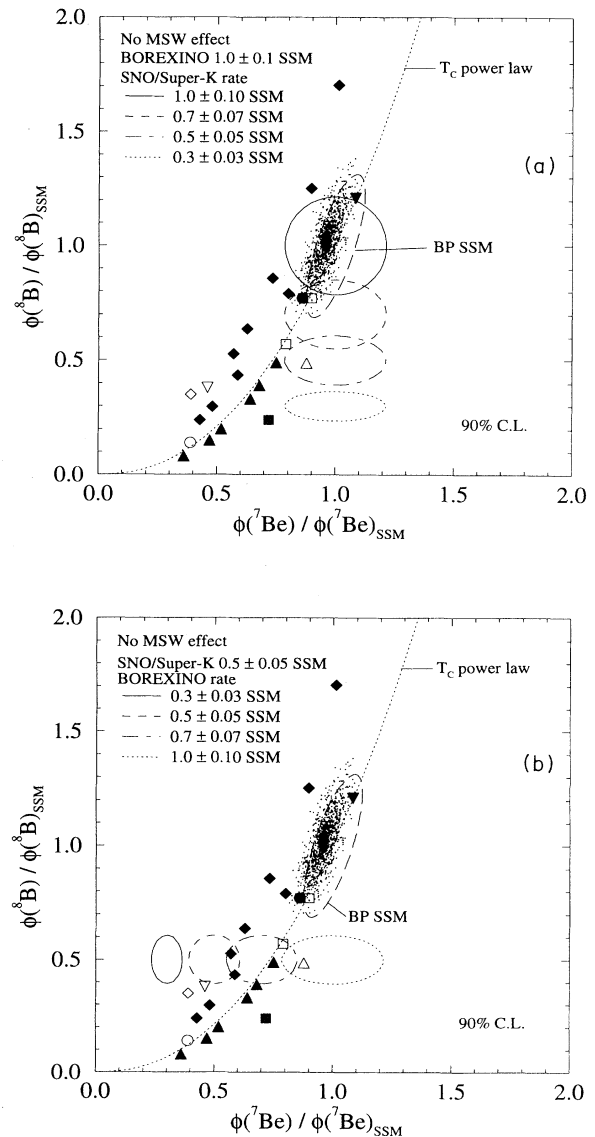 No MSW effect
BOREXINO 1.0 ± 0.1 SSM
SNO/Super-K rate
1.0 ± 0.10 SSM
0.7 ± 0.07 SSM
0.5 ± 0.05 SSM
0.3 ± 0.03 SSM
T_C power law
(a)
BP SSM
90% C.L.
2.0
1.5
1.0
0.5
0.0
ϕ(⁸B) / ϕ(⁸B)_SSM
0.0 0.5 1.0 1.5 2.0
ϕ(⁷Be) / ϕ(⁷Be)_SSM
No MSW effect
SNO/Super-K 0.5 ± 0.05 SSM
BOREXINO rate
0.3 ± 0.03 SSM
0.5 ± 0.05 SSM
0.7 ± 0.07 SSM
1.0 ± 0.10 SSM
T_C power law
(b)
BP SSM
90% C.L.
2.0
1.5
1.0
0.5
0.0
ϕ(⁸B) / ϕ(⁸B)_SSM
0.0 0.5 1.0 1.5 2.0
ϕ(⁷Be) / ϕ(⁷Be)_SSM